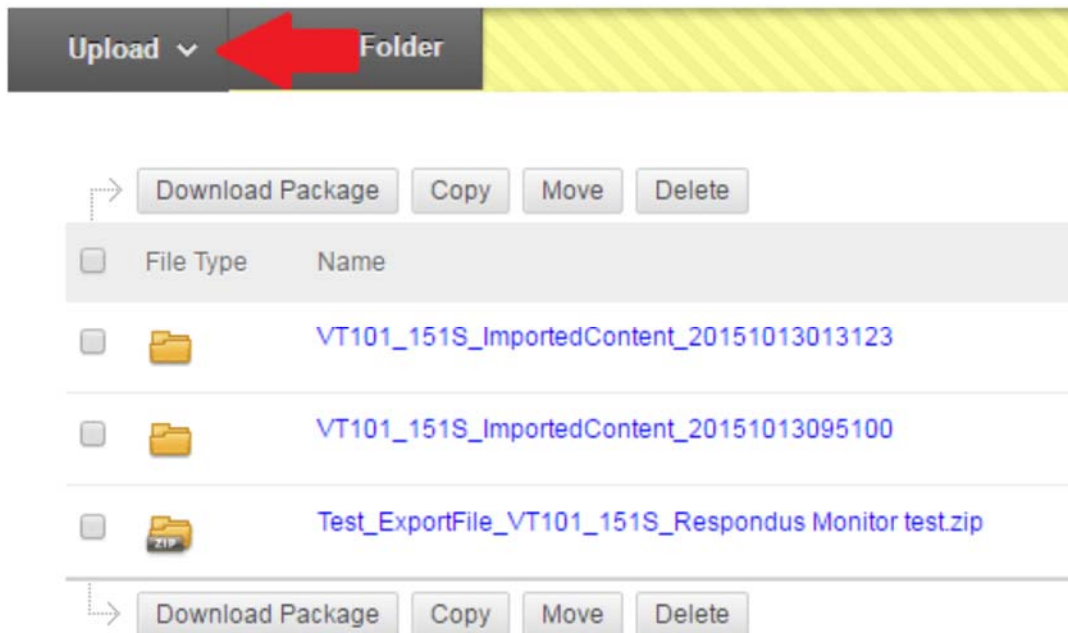 Upload Folder
Download Package Copy Move Delete
File Type Name
VT101_151S_ImportedContent_20151013013123
VT101_151S_ImportedContent_20151013095100
ZIP Test_ExportFile_VT101_151S_Respondus Monitor test.zip
Download Package Copy Move Delete